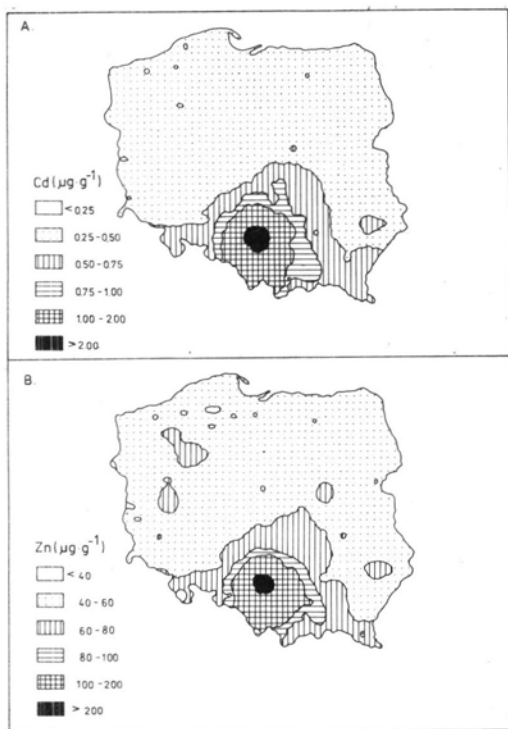 A.
Cd (µg g⁻¹)
< 0.25
0.25 - 0.50
0.50 - 0.75
0.75 - 1.00
1.00 - 2.00
> 2.00
B.
Zn (µg g⁻¹)
< 40
40 - 60
60 - 80
80 - 100
100 - 200
> 200